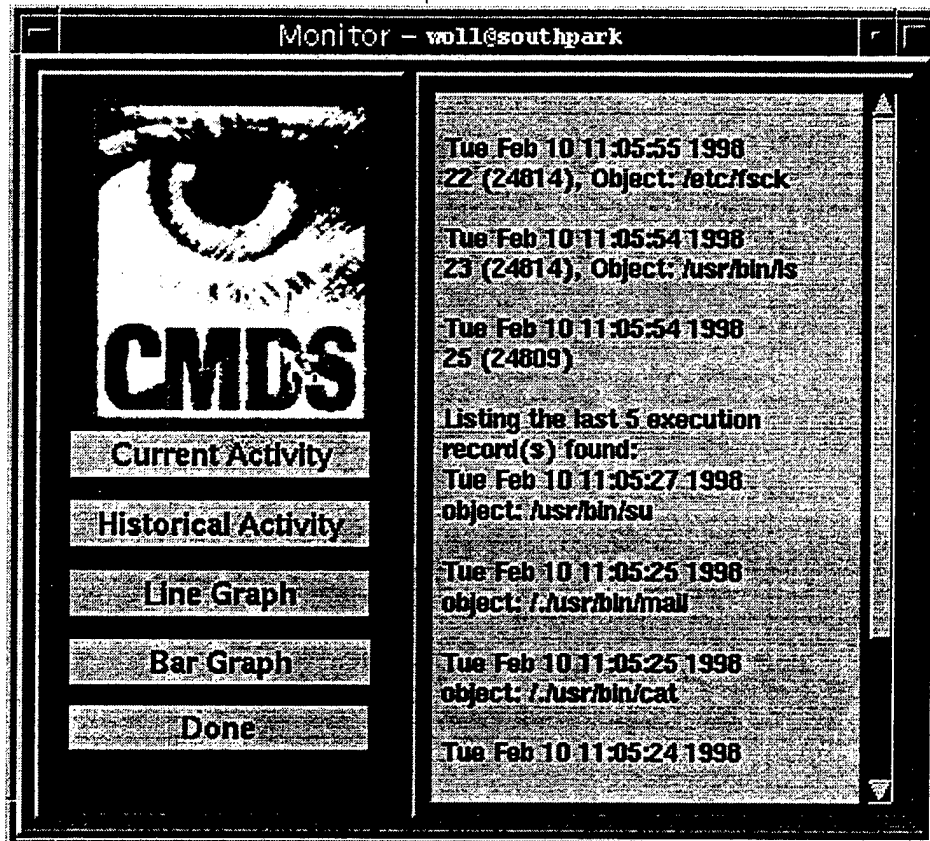 Monitor – woll@southpark
CMDS
Current Activity
Historical Activity
Line Graph
Bar Graph
Done
Tue Feb 10 11:05:55 1998
22 (24814), Object: /etc/fsck
Tue Feb 10 11:05:54 1998
23 (24814), Object: /usr/bin/ls
Tue Feb 10 11:05:54 1998
25 (24809)
Listing the last 5 execution
record(s) found:
Tue Feb 10 11:05:27 1998
object: /usr/bin/su
Tue Feb 10 11:05:25 1998
object: /./usr/bin/mail
Tue Feb 10 11:05:25 1998
object: /./usr/bin/cat
Tue Feb 10 11:05:24 1998